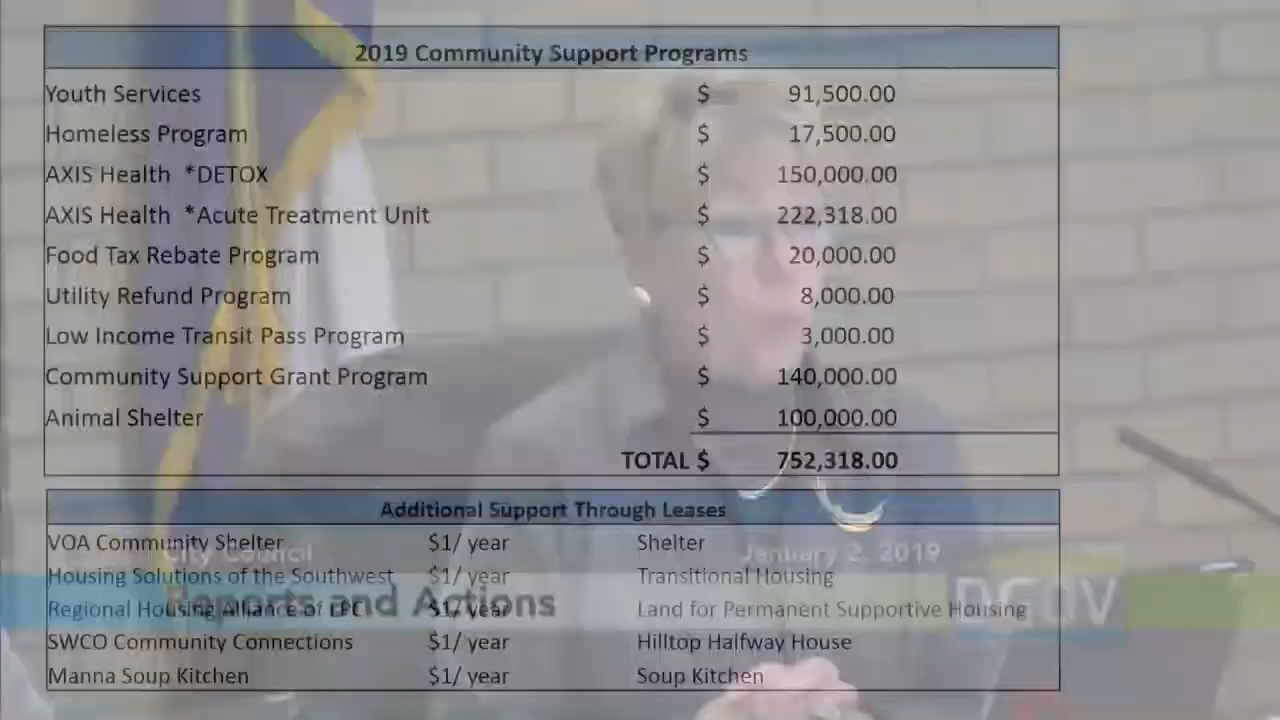 2019 Community Support Programs
Youth Services $ 91,500.00
Homeless Program $ 17,500.00
AXIS Health *DETOX $ 150,000.00
AXIS Health *Acute Treatment Unit $ 222,318.00
Food Tax Rebate Program $ 20,000.00
Utility Refund Program $ 8,000.00
Low Income Transit Pass Program $ 3,000.00
Community Support Grant Program $ 140,000.00
Animal Shelter $ 100,000.00
TOTAL $ 752,318.00
Additional Support Through Leases
VOA Community Shelter $1/ year Shelter
City Council January 2, 2019
Housing Solutions of the Southwest $1/ year Transitional Housing
Regional Housing Alliance of LPC $1/ year Land for Permanent Supportive Housing
Reports and Actions DGOV
SWCO Community Connections $1/ year Hilltop Halfway House
Manna Soup Kitchen $1/ year Soup Kitchen